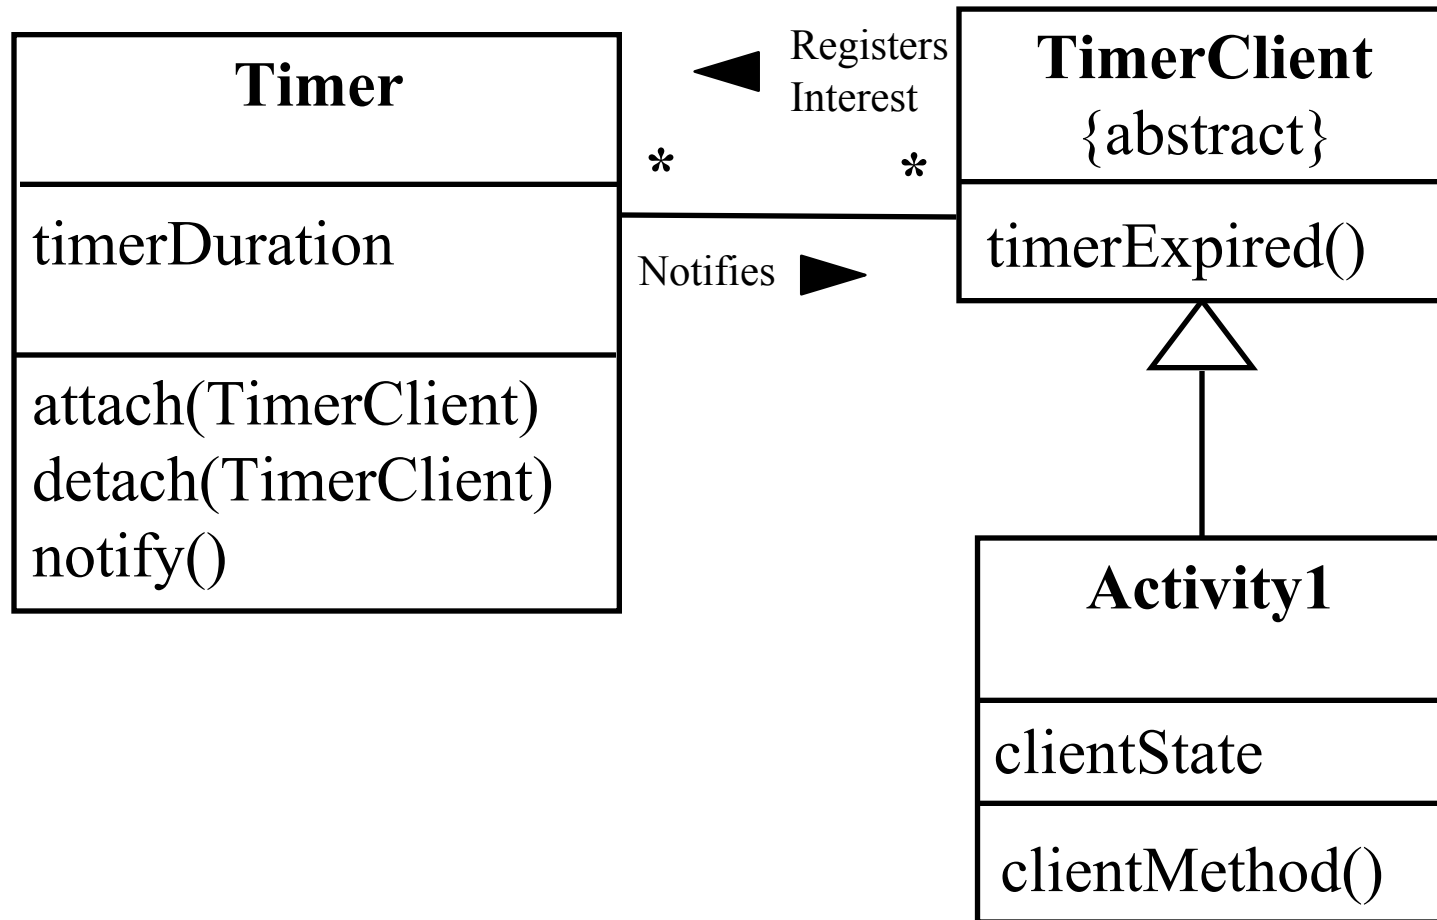 Timer
timerDuration
attach(TimerClient)
detach(TimerClient)
notify()
Registers
Interest
*
*
Notifies
TimerClient
{abstract}
timerExpired()
Activity1
clientState
clientMethod()